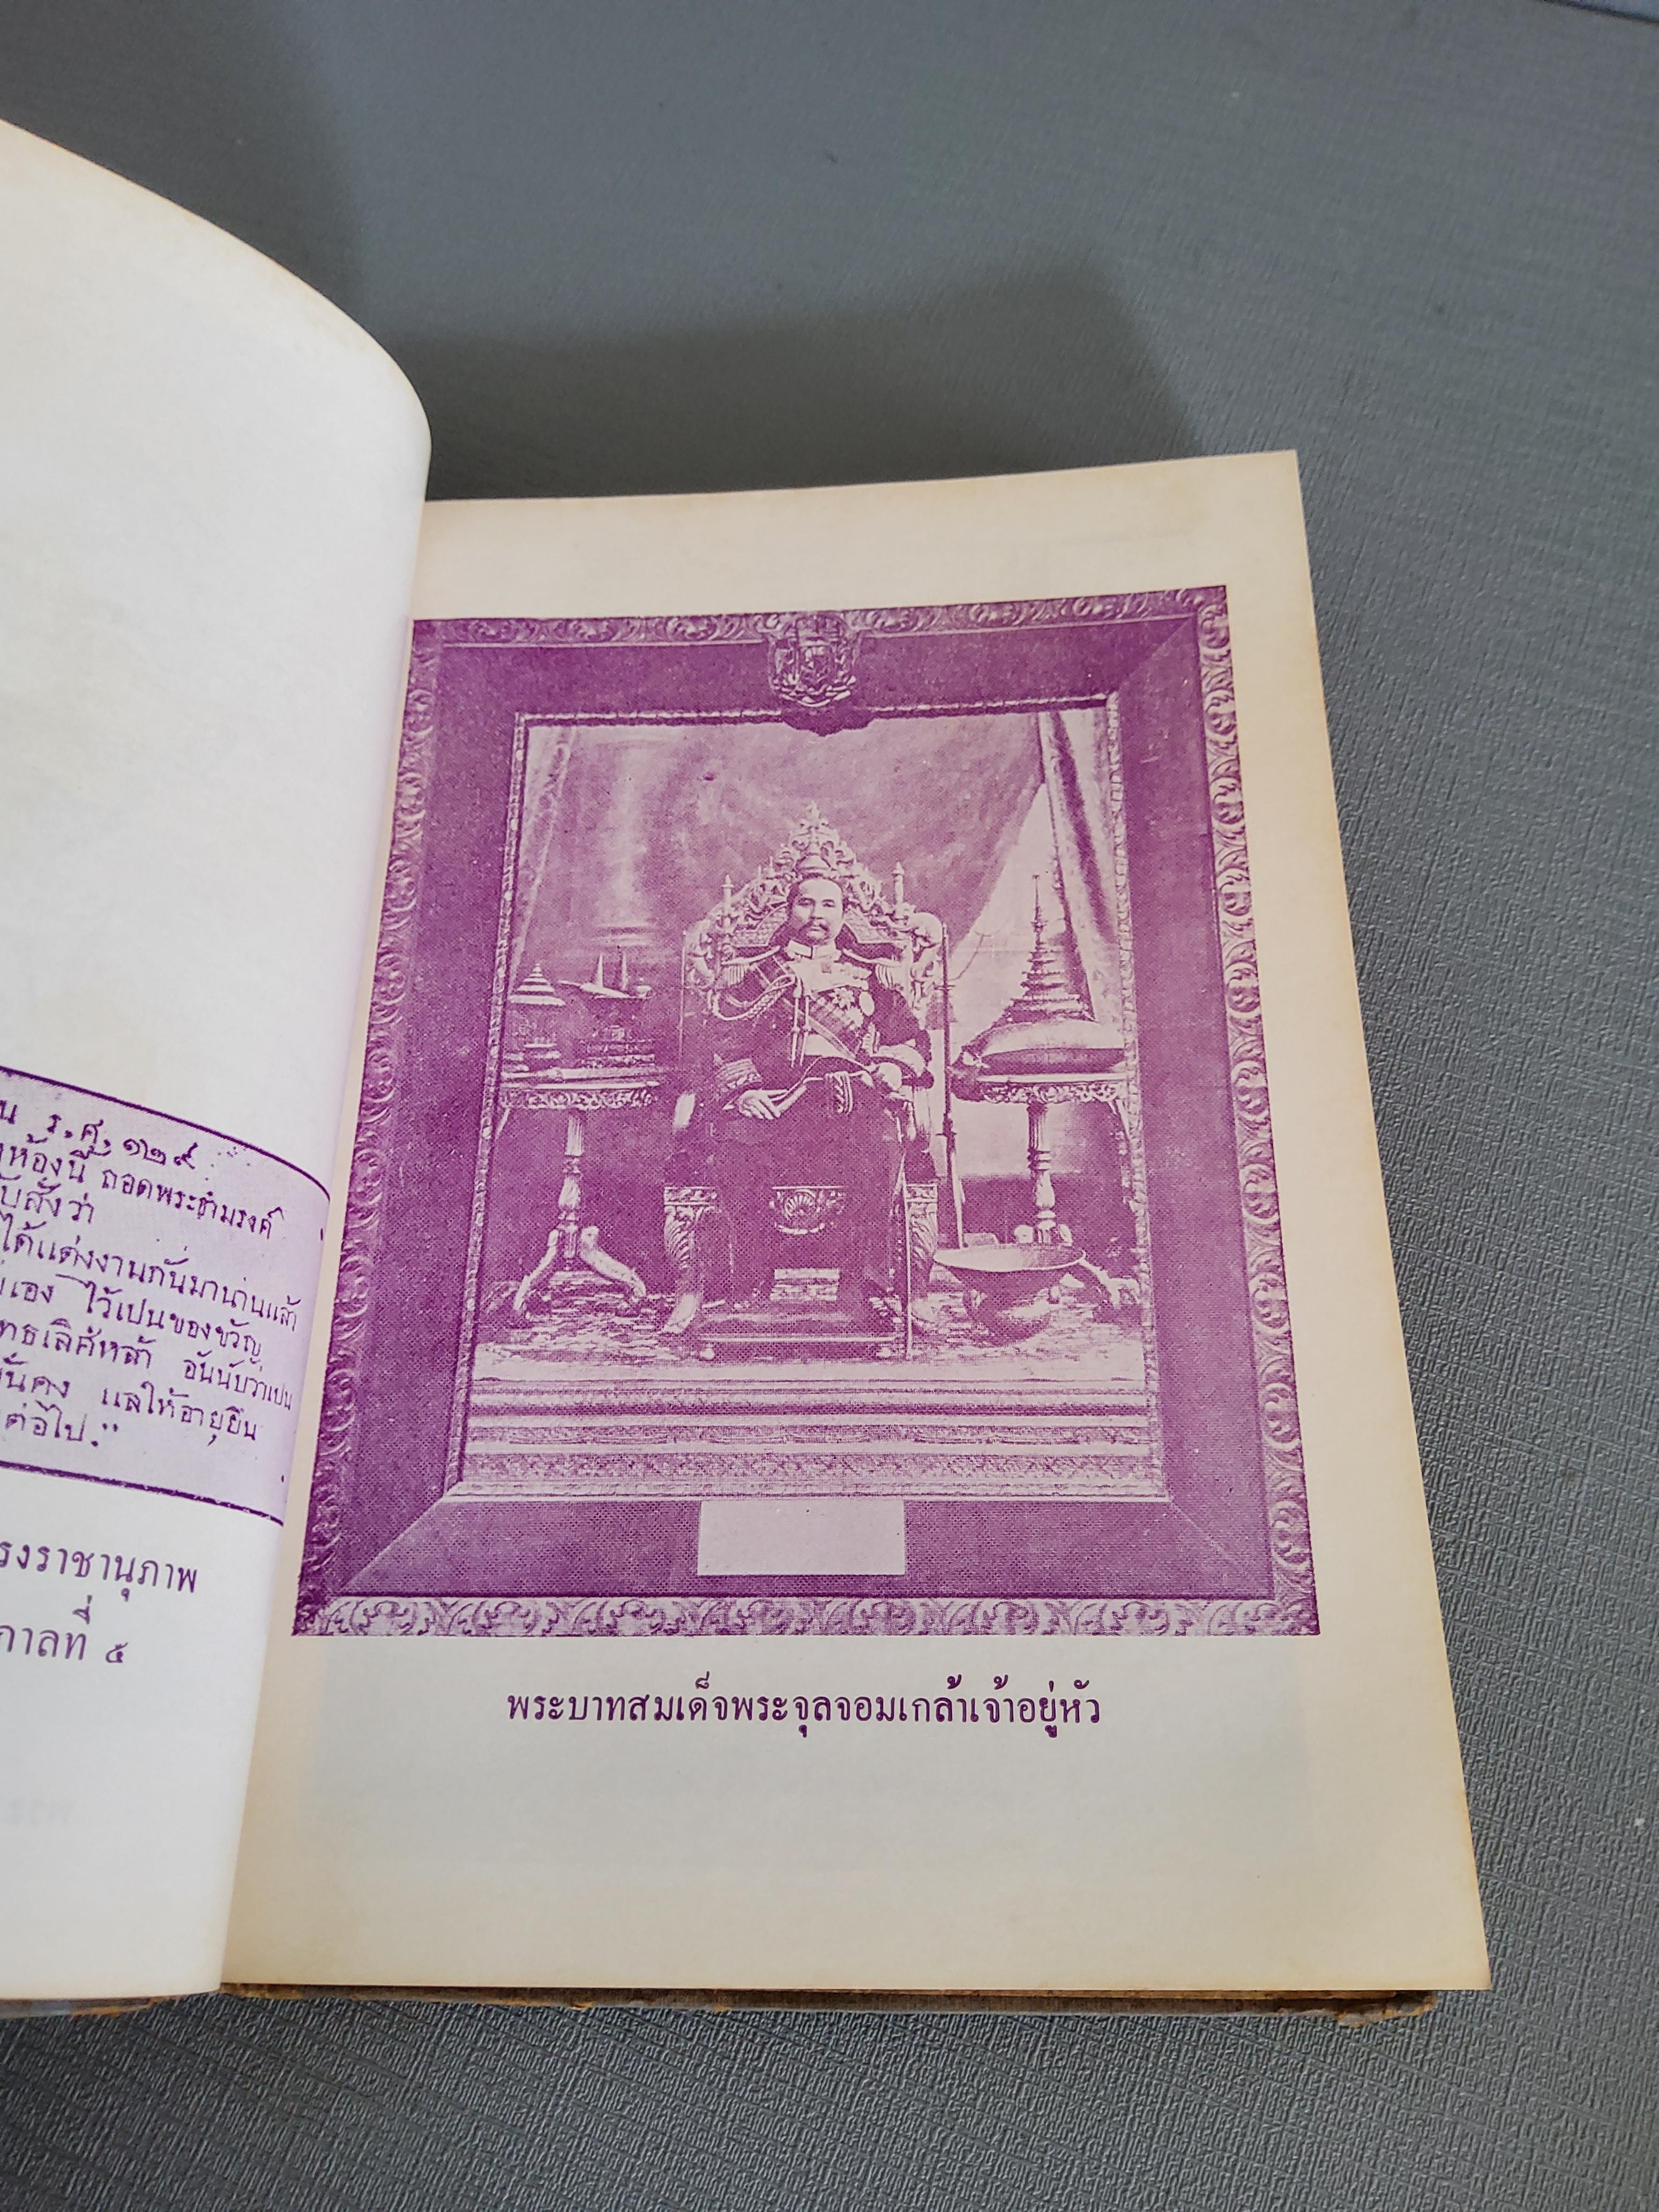 น ร.ศ. ๑๒๙
ห้องนี้ ถอดพระธำมรงค์
รับสั่งว่า
ได้แต่งงานกันมานานแล้ว
เอง ไว้เปนของขวัญ
อันนับว่าเปน
แลให้อายุยืน
ต่อไป."
รงราชานุภาพ
กาลที่ ๕
พระบาทสมเด็จพระจุลจอมเกล้าเจ้าอยู่หัว